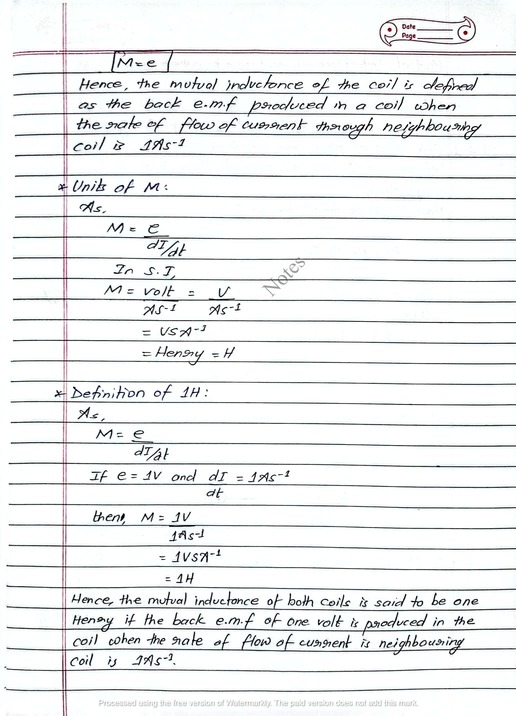 Date
Page
M=e
Hence, the mutual inductance of the coil is defined
as the back e.m.f produced in a coil when
the rate of flow of current through neighbouring
coil is 1As⁻¹
* Units of M:
As,
M = e
dI/dt
In S.I,
M = volt = V
As⁻¹ As⁻¹
= VSA⁻¹
= Henry = H
Notes
* Definition of 1H:
As,
M = e
dI/dt
If e = 1V and dI = 1As⁻¹
dt
then, M = 1V
1As⁻¹
= 1VSA⁻¹
= 1H
Hence, the mutual inductance of both coils is said to be one
Henry if the back e.m.f of one volt is produced in the
coil when the rate of flow of current is neighbouring
coil is 1As⁻¹.
Processed using the free version of Watermarkly. The paid version does not add this mark.